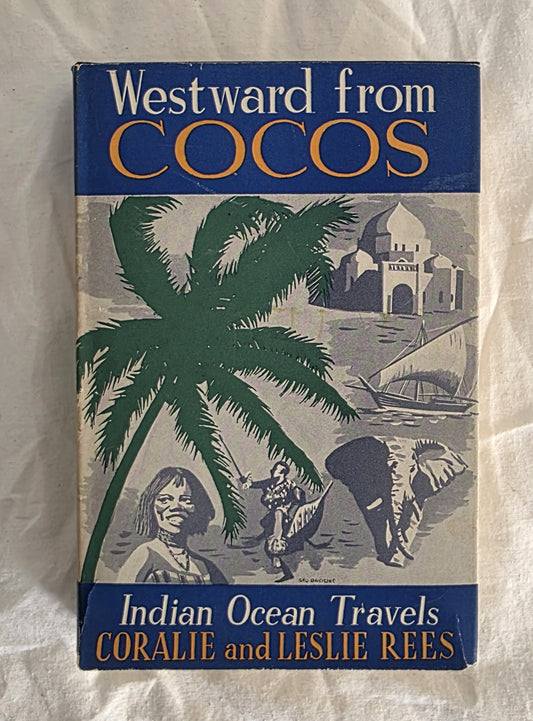 Westward from
COCOS
Indian Ocean Travels
CORALIE and LESLIE REES